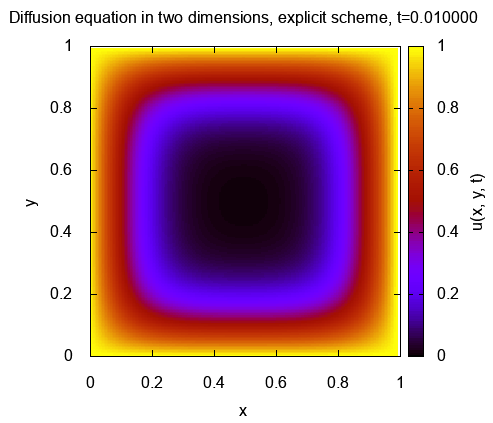 Diffusion equation in two dimensions, explicit scheme, t=0.010000
1 1
0.8 0.8
0.6 0.6
y u(x, y, t)
0.4 0.4
0.2 0.2
0 0
0 0.2 0.4 0.6 0.8 1
x